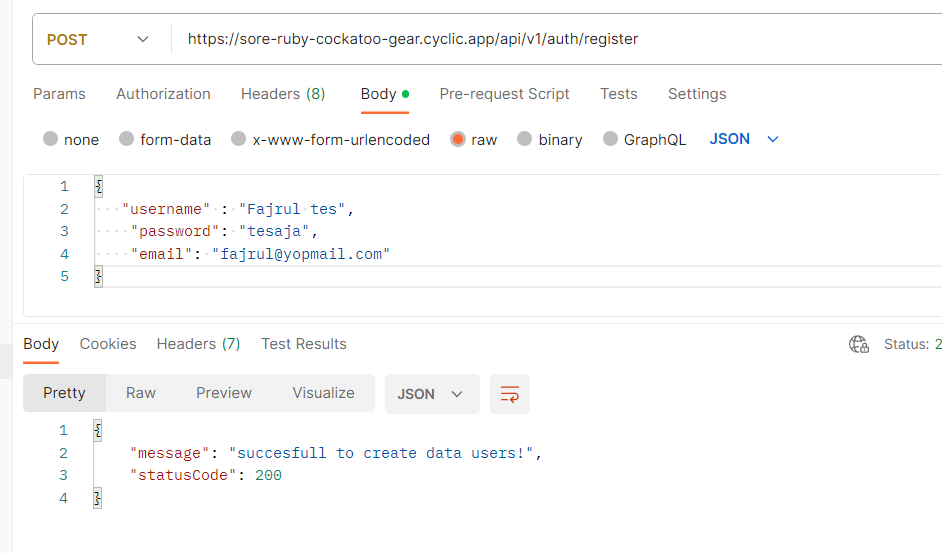 POST https://sore-ruby-cockatoo-gear.cyclic.app/api/v1/auth/register
Params Authorization Headers (8) Body Pre-request Script Tests Settings
none form-data x-www-form-urlencoded raw binary GraphQL JSON
1 {
2 "username" : "Fajrul tes",
3 "password": "tesaja",
4 "email": "fajrul@yopmail.com"
5 }
Body Cookies Headers (7) Test Results Status: 2
Pretty Raw Preview Visualize JSON
1 {
2 "message": "succesfull to create data users!",
3 "statusCode": 200
4 }